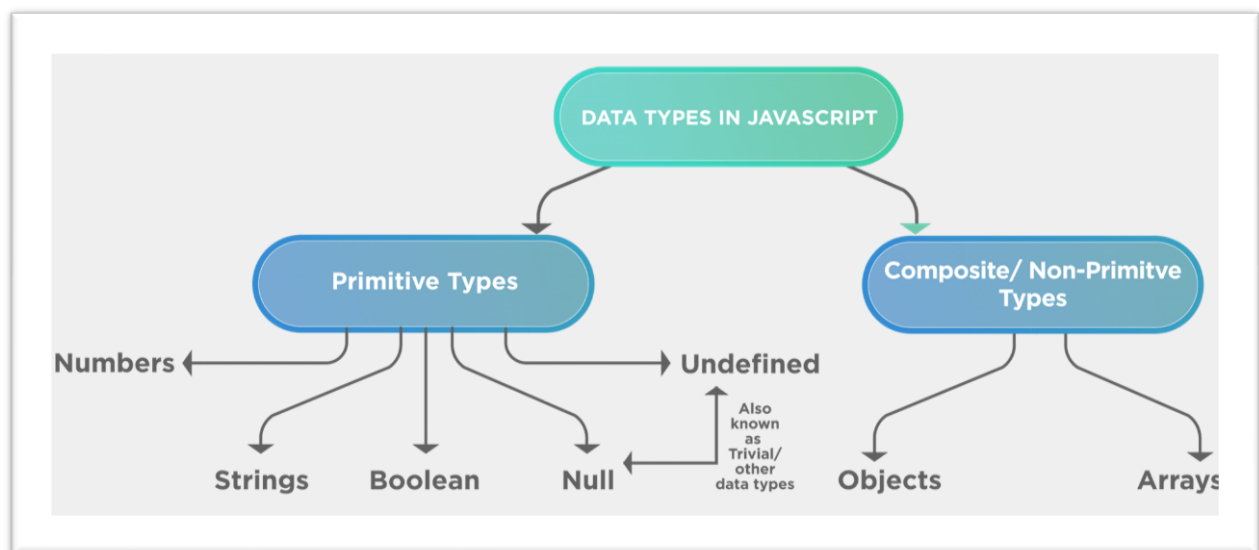 DATA TYPES IN JAVASCRIPT
Primitive Types
Composite/ Non-Primitve
Types
Numbers
Undefined
Also
known
as
Trivial/
other
data types
Strings
Boolean
Null
Objects
Arrays